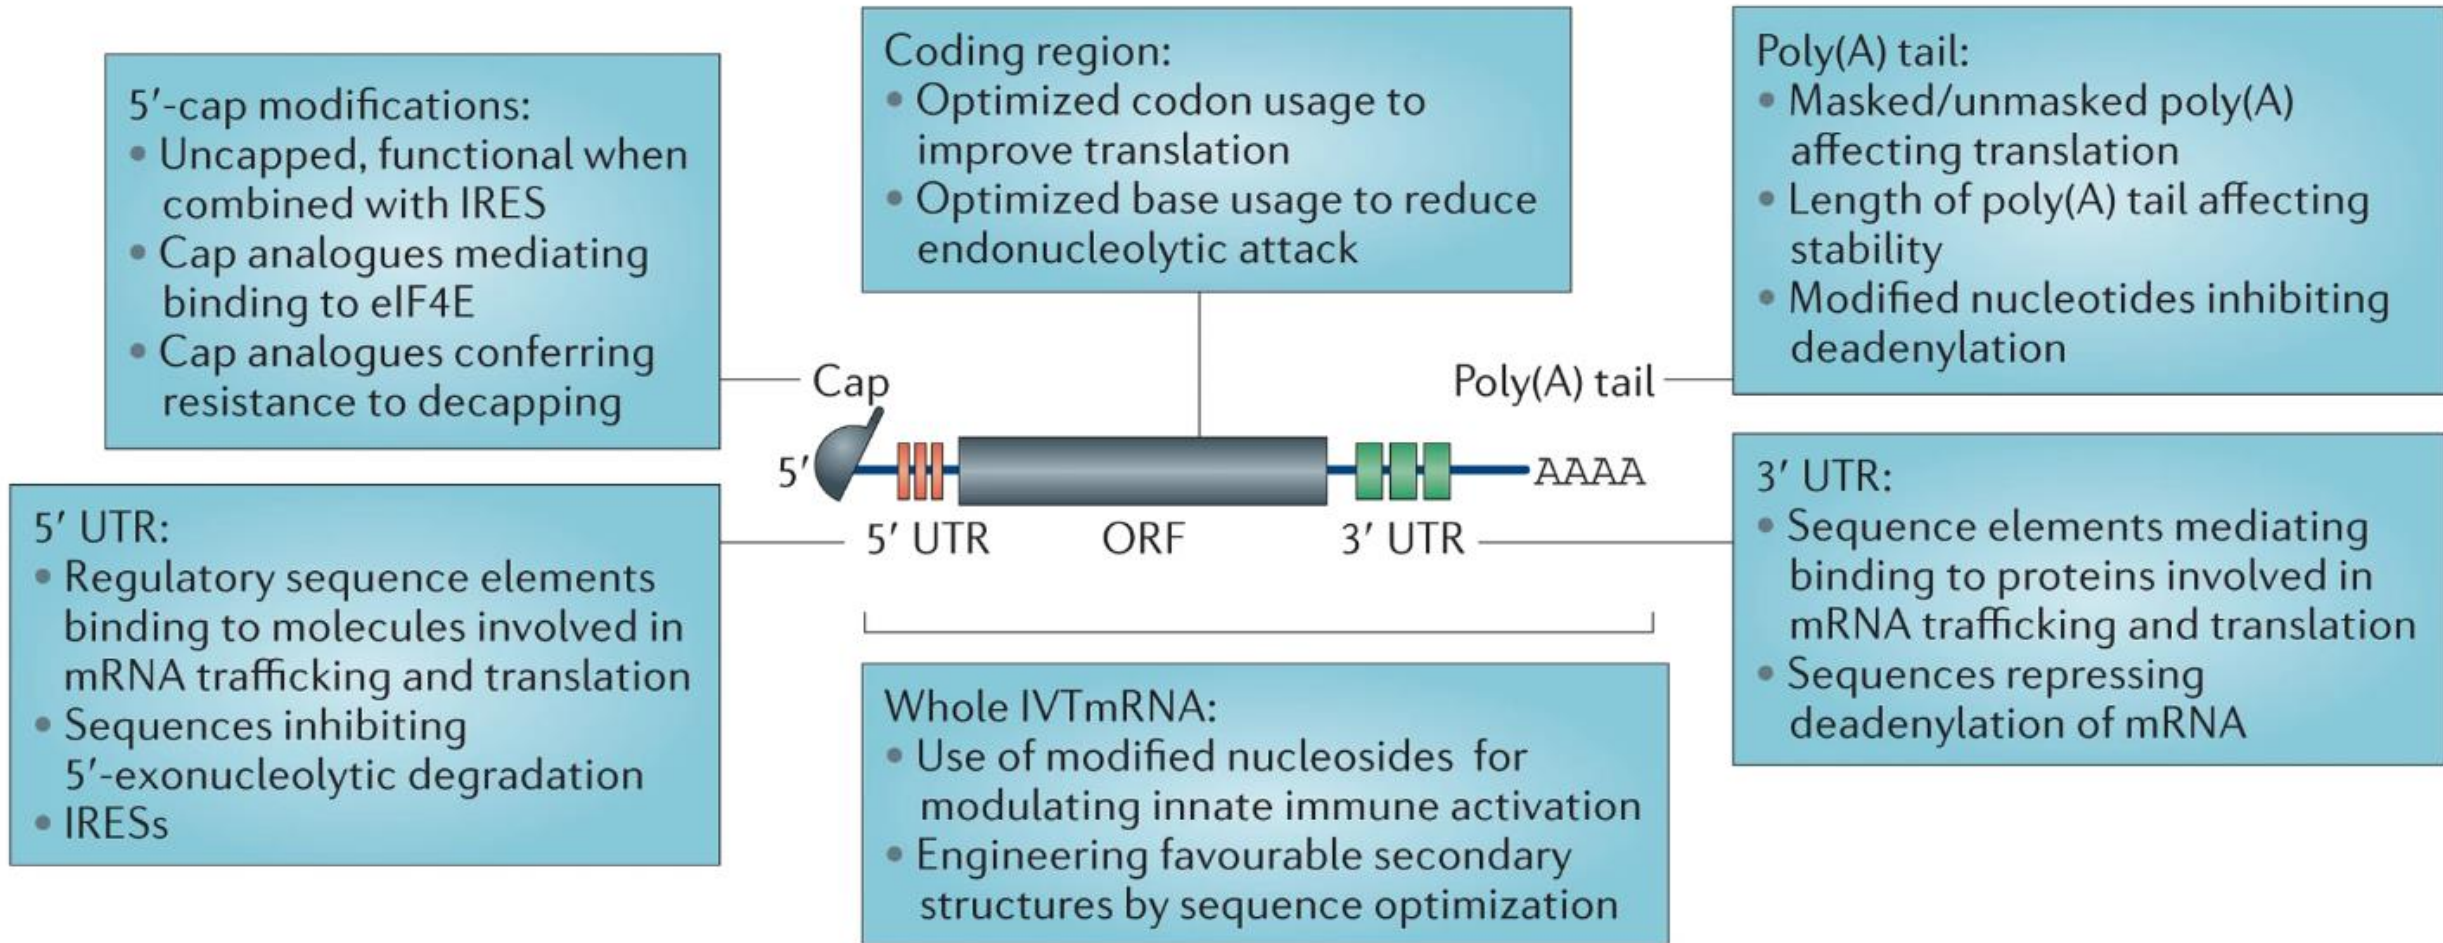 5′-cap modifications:
• Uncapped, functional when
combined with IRES
• Cap analogues mediating
binding to eIF4E
• Cap analogues conferring
resistance to decapping
Coding region:
• Optimized codon usage to
improve translation
• Optimized base usage to reduce
endonucleolytic attack
Poly(A) tail:
• Masked/unmasked poly(A)
affecting translation
• Length of poly(A) tail affecting
stability
• Modified nucleotides inhibiting
deadenylation
Cap
Poly(A) tail
5′
AAAA
5′ UTR
ORF
3′ UTR
5′ UTR:
• Regulatory sequence elements
binding to molecules involved in
mRNA trafficking and translation
• Sequences inhibiting
5′-exonucleolytic degradation
• IRESs
Whole IVTmRNA:
• Use of modified nucleosides for
modulating innate immune activation
• Engineering favourable secondary
structures by sequence optimization
3′ UTR:
• Sequence elements mediating
binding to proteins involved in
mRNA trafficking and translation
• Sequences repressing
deadenylation of mRNA